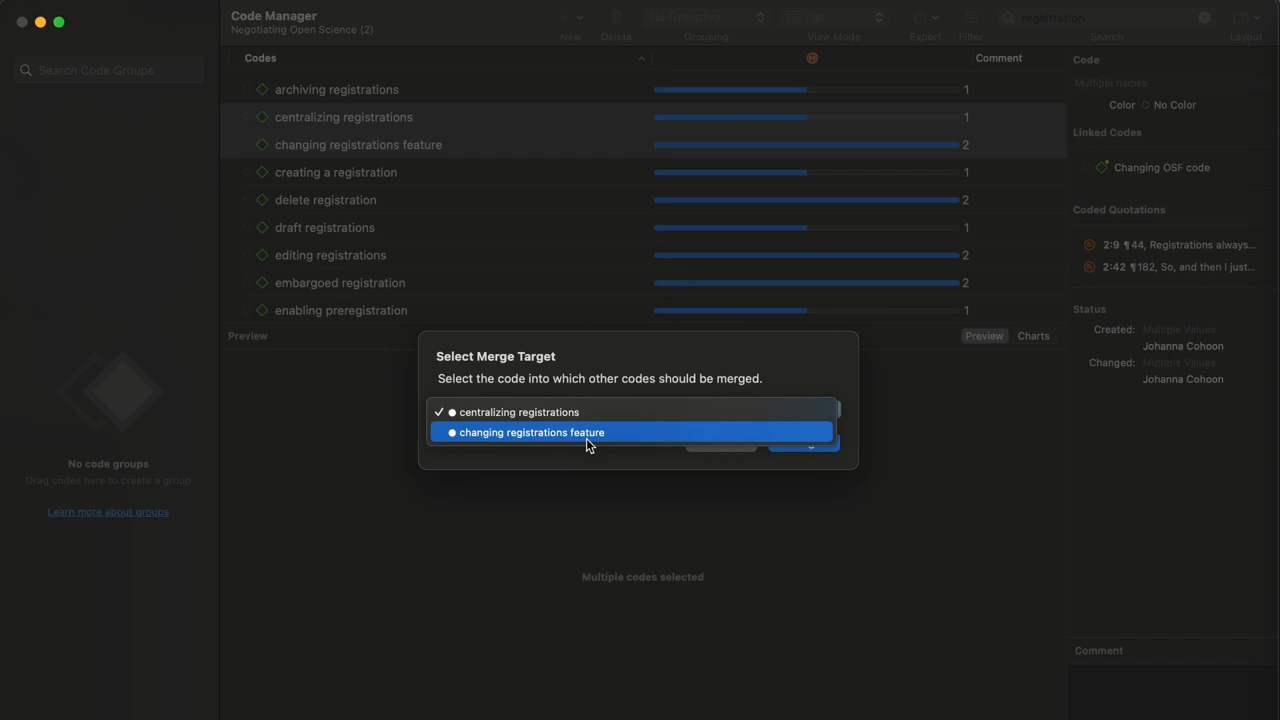 Code Manager
Negotiating Open Science (2)
New
Delete
No Grouping
Grouping
List
View Mode
Export
Filter
registration
Search
Layout
Search Code Groups
No code groups
Drag codes here to create a group
Learn more about groups
Codes
Comment
archiving registrations 1
centralizing registrations 1
changing registrations feature 2
creating a registration 1
delete registration 2
draft registrations 1
editing registrations 2
embargoed registration 2
enabling preregistration 1
Preview
Preview Charts
Select Merge Target
Select the code into which other codes should be merged.
centralizing registrations
changing registrations feature
Multiple codes selected
Code
Multiple names
Color No Color
Linked Codes
Changing OSF code
Coded Quotations
2:9 ¶44, Registrations always...
2:42 ¶182, So, and then I just...
Status
Created: Multiple Values
Johanna Cohoon
Changed: Multiple Values
Johanna Cohoon
Comment